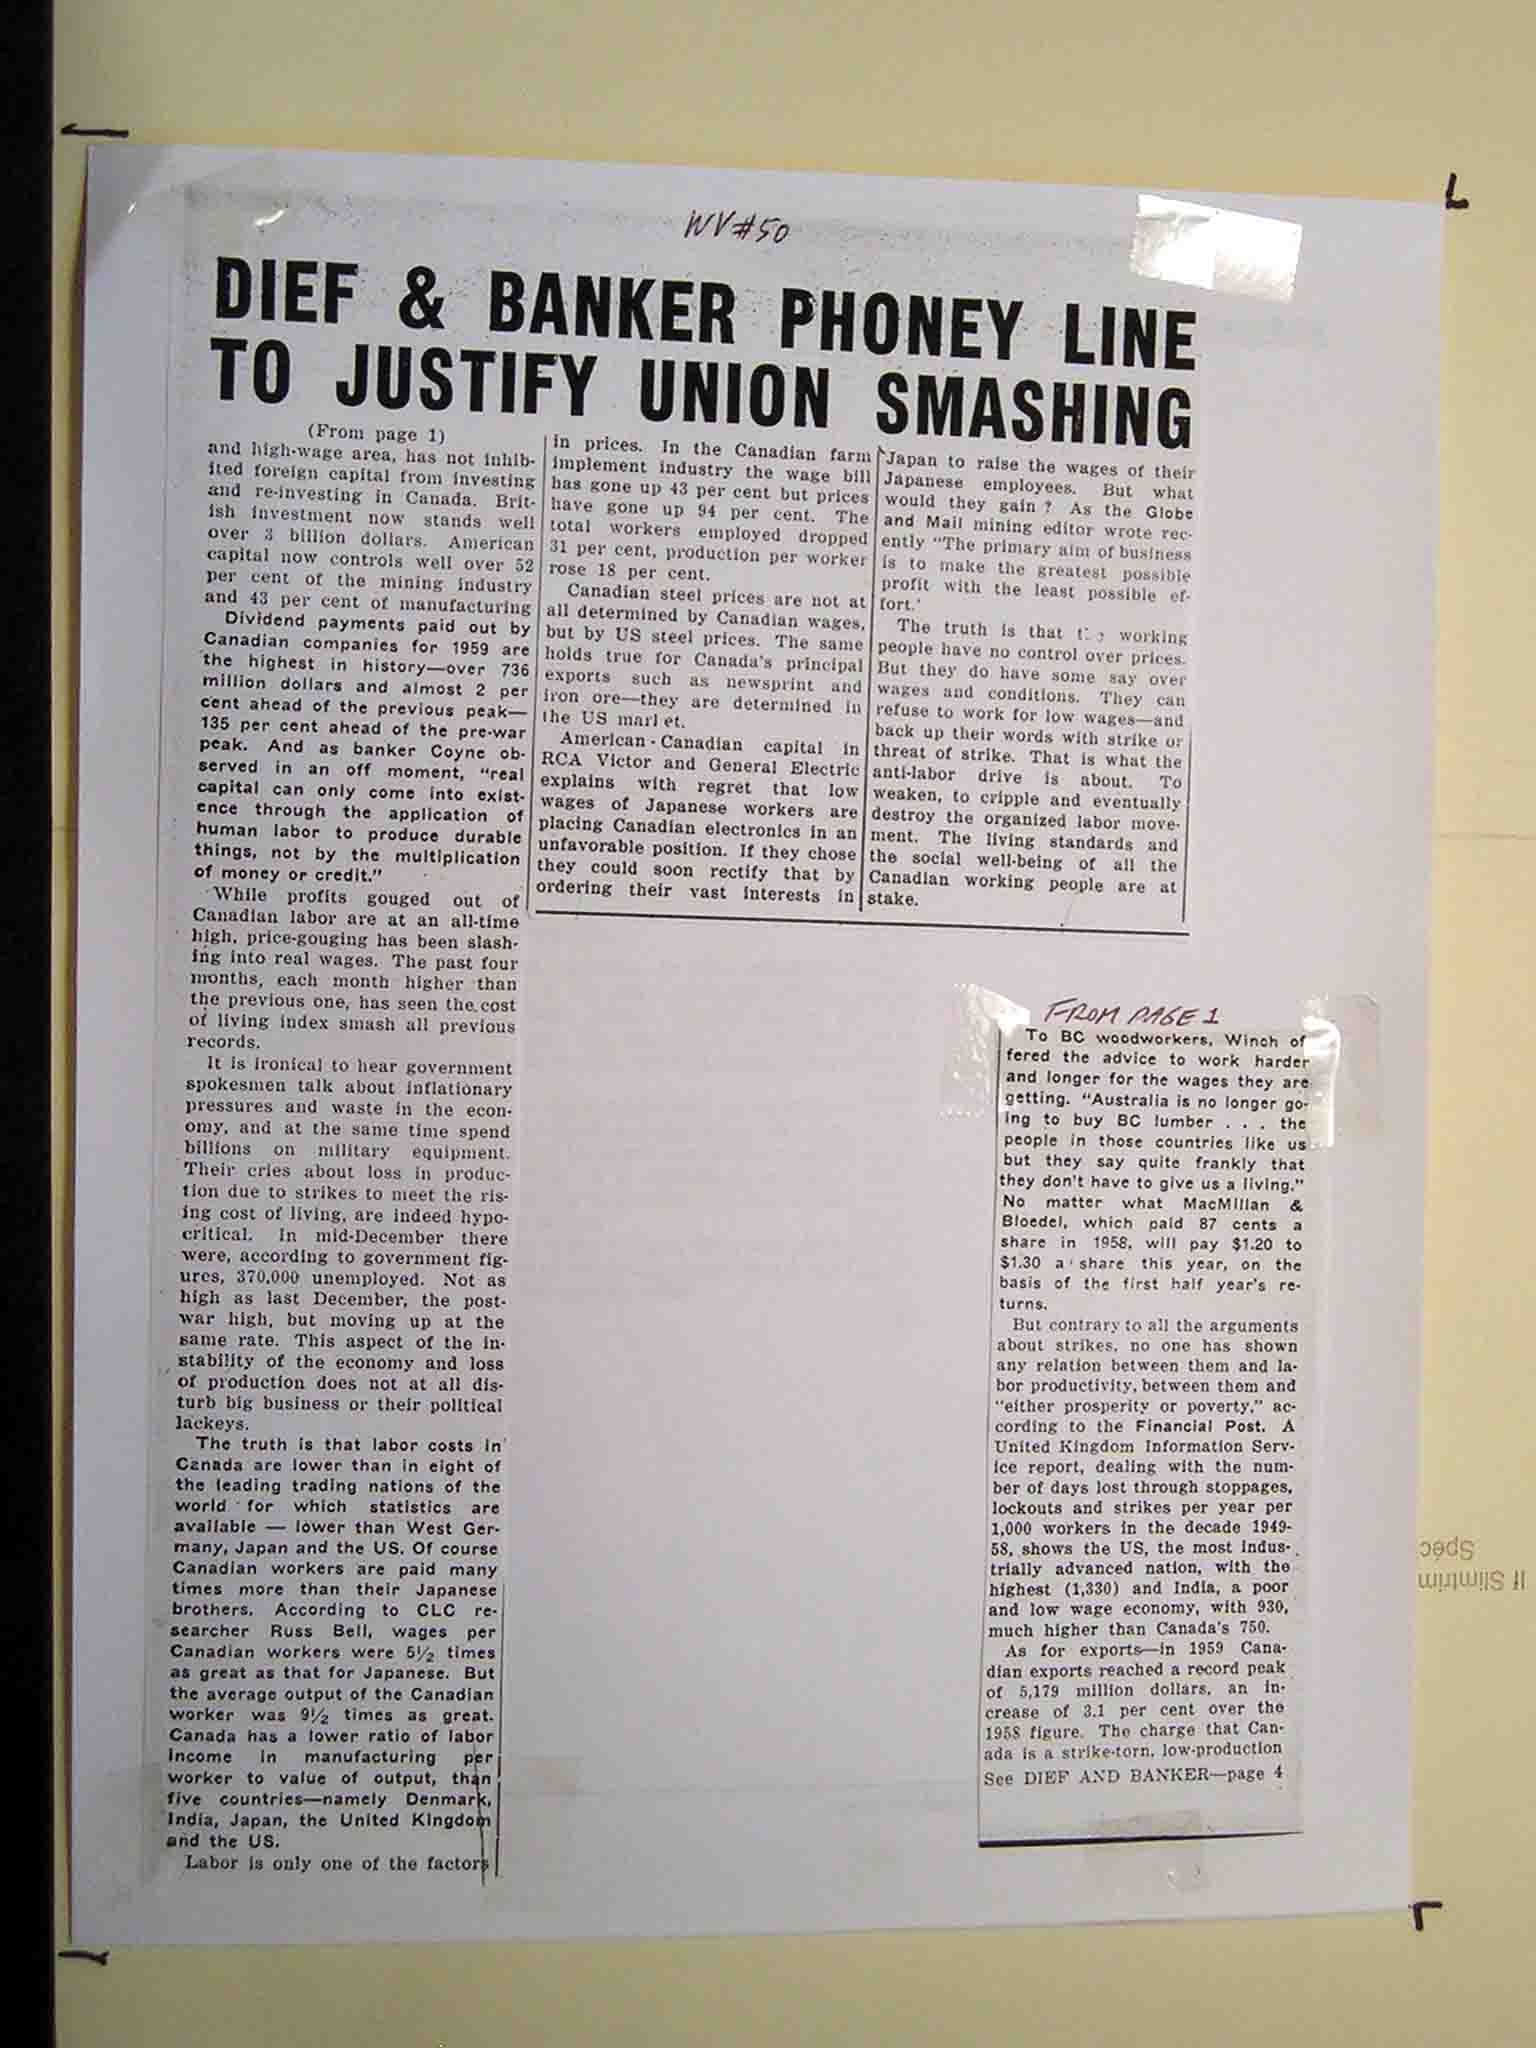 WV#50
DIEF & BANKER PHONEY LINE
TO JUSTIFY UNION SMASHING
(From page 1)
and high-wage area, has not inhib-
ited foreign capital from investing
and re-investing in Canada. Brit-
ish investment now stands well
over 3 billion dollars. American
capital now controls well over 52
per cent of the mining industry
and 43 per cent of manufacturing
Dividend payments paid out by
Canadian companies for 1959 are
the highest in history—over 736
million dollars and almost 2 per
cent ahead of the previous peak—
135 per cent ahead of the pre-war
peak. And as banker Coyne ob-
served in an off moment, "real
capital can only come into exist-
ence through the application of
human labor to produce durable
things, not by the multiplication
of money or credit."
While profits gouged out of
Canadian labor are at an all-time
high, price-gouging has been slash-
ing into real wages. The past four
months, each month higher than
the previous one, has seen the cost
of living index smash all previous
records.
It is ironical to hear government
spokesmen talk about inflationary
pressures and waste in the econ-
omy, and at the same time spend
billions on military equipment.
Their cries about loss in produc-
tion due to strikes to meet the ris-
ing cost of living, are indeed hypo-
critical. In mid-December there
were, according to government fig-
ures, 370,000 unemployed. Not as
high as last December, the post-
war high, but moving up at the
same rate. This aspect of the in-
stability of the economy and loss
of production does not at all dis-
turb big business or their political
lackeys.
The truth is that labor costs in
Canada are lower than in eight of
the leading trading nations of the
world for which statistics are
available — lower than West Ger-
many, Japan and the US. Of course
Canadian workers are paid many
times more than their Japanese
brothers. According to CLC re-
searcher Russ Bell, wages per
Canadian workers were 5½ times
as great as that for Japanese. But
the average output of the Canadian
worker was 9½ times as great.
Canada has a lower ratio of labor
income in manufacturing per
worker to value of output, than
five countries—namely Denmark,
India, Japan, the United Kingdom
and the US.
Labor is only one of the factors
in prices. In the Canadian farm
implement industry the wage bill
has gone up 43 per cent but prices
have gone up 94 per cent. The
total workers employed dropped
31 per cent, production per worker
rose 18 per cent.
Canadian steel prices are not at
all determined by Canadian wages,
but by US steel prices. The same
holds true for Canada's principal
exports such as newsprint and
iron ore—they are determined in
the US market.
American-Canadian capital in
RCA Victor and General Electric
explains with regret that low
wages of Japanese workers are
placing Canadian electronics in an
unfavorable position. If they chose
they could soon rectify that by
ordering their vast interests in
Japan to raise the wages of their
Japanese employees. But what
would they gain? As the Globe
and Mail mining editor wrote rec-
ently "The primary aim of business
is to make the greatest possible
profit with the least possible ef-
fort.'
The truth is that the working
people have no control over prices.
But they do have some say over
wages and conditions. They can
refuse to work for low wages—and
back up their words with strike or
threat of strike. That is what the
anti-labor drive is about. To
weaken, to cripple and eventually
destroy the organized labor move-
ment. The living standards and
the social well-being of all the
Canadian working people are at
stake.
FROM PAGE 1
To BC woodworkers, Winch of
fered the advice to work harder
and longer for the wages they are
getting. "Australia is no longer go-
ing to buy BC lumber . . . the
people in those countries like us
but they say quite frankly that
they don't have to give us a living."
No matter what MacMillan &
Bloedel, which paid 87 cents a
share in 1958, will pay $1.20 to
$1.30 a share this year, on the
basis of the first half year's re-
turns.
But contrary to all the arguments
about strikes, no one has shown
any relation between them and la-
bor productivity, between them and
"either prosperity or poverty," ac-
cording to the Financial Post. A
United Kingdom Information Serv-
ice report, dealing with the num-
ber of days lost through stoppages,
lockouts and strikes per year per
1,000 workers in the decade 1949-
58, shows the US, the most indus-
trially advanced nation, with the
highest (1,330) and India, a poor
and low wage economy, with 930,
much higher than Canada's 750.
As for exports—in 1959 Cana-
dian exports reached a record peak
of 5,179 million dollars, an in-
crease of 3.1 per cent over the
1958 figure. The charge that Can-
ada is a strike-torn, low-production
See DIEF AND BANKER—page 4
If Slimtrim
Spéc